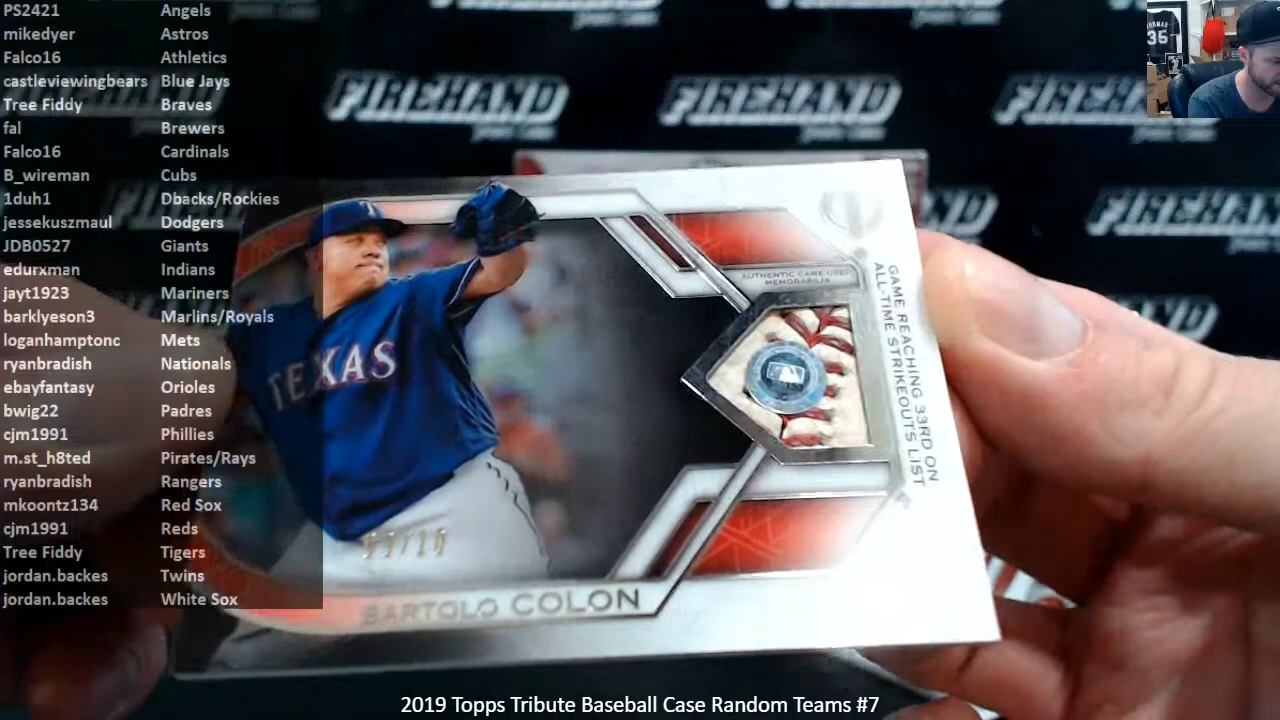 PS2421 Angels
mikedyer Astros
Falco16 Athletics
castleviewingbears Blue Jays
Tree Fiddy Braves
fal Brewers
Falco16 Cardinals
B_wireman Cubs
1duh1 Dbacks/Rockies
jessekuszmaul Dodgers
JDB0527 Giants
edurxman Indians
jayt1923 Mariners
barklyeson3 Marlins/Royals
loganhamptonc Mets
ryanbradish Nationals
ebayfantasy Orioles
bwig22 Padres
cjm1991 Phillies
m.st_h8ted Pirates/Rays
ryanbradish Rangers
mkoontz134 Red Sox
cjm1991 Reds
Tree Fiddy Tigers
jordan.backes Twins
jordan.backes White Sox
FIREHAND FIREHAND
35
TEXAS
AUTHENTIC GAME USED
MEMORABILIA
GAME REACHING 33RD ON
ALL-TIME STRIKEOUTS LIST
BARTOLO COLON
2019 Topps Tribute Baseball Case Random Teams #7